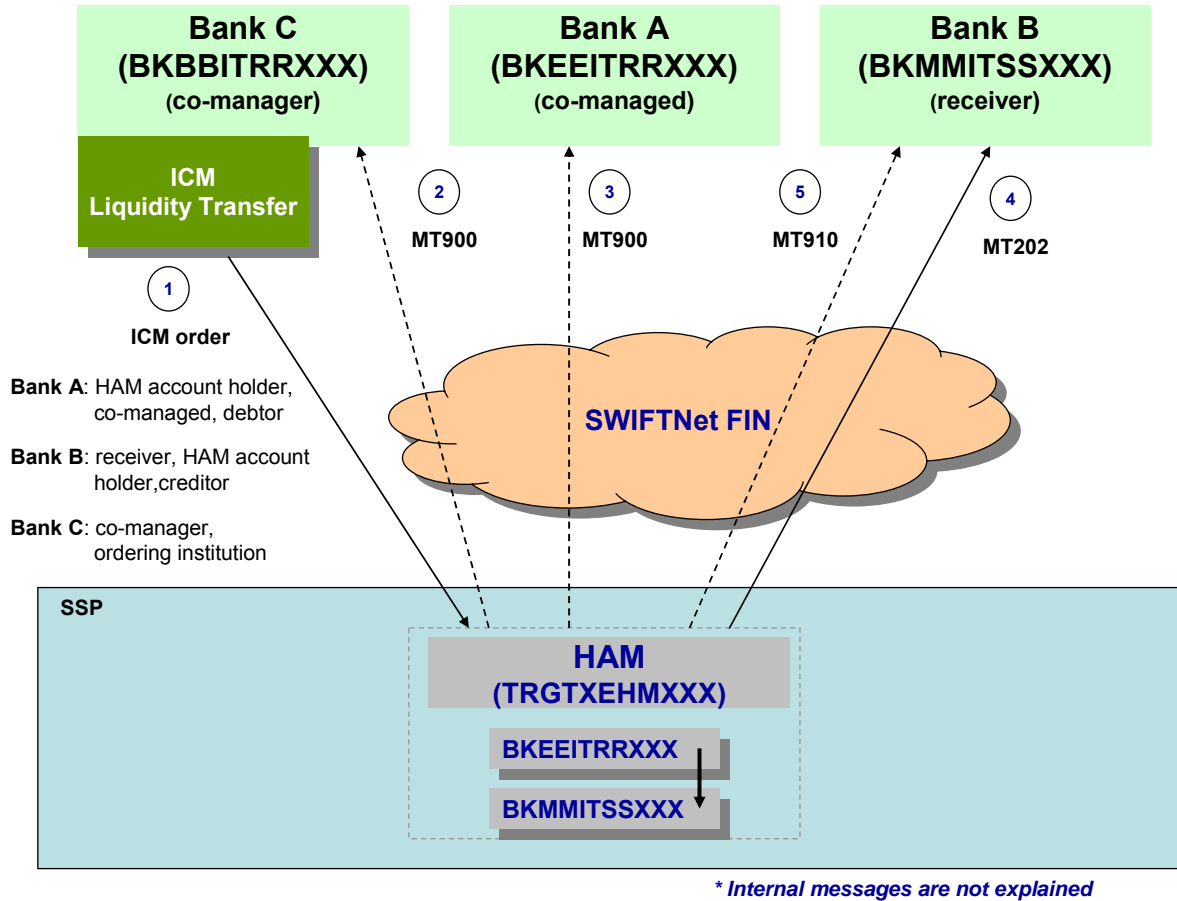 Bank C
(BKBBITRRXXX)
(co-manager)
Bank A
(BKEEITRRXXX)
(co-managed)
Bank B
(BKMMITSSXXX)
(receiver)
ICM
Liquidity Transfer
2
MT900
3
MT900
5
MT910
4
MT202
1
ICM order
Bank A: HAM account holder,
co-managed, debtor
Bank B: receiver, HAM account
holder,creditor
Bank C: co-manager,
ordering institution
SWIFTNet FIN
SSP
HAM
(TRGTXEHMXXX)
BKEEITRRXXX
BKMMITSSXXX
* Internal messages are not explained